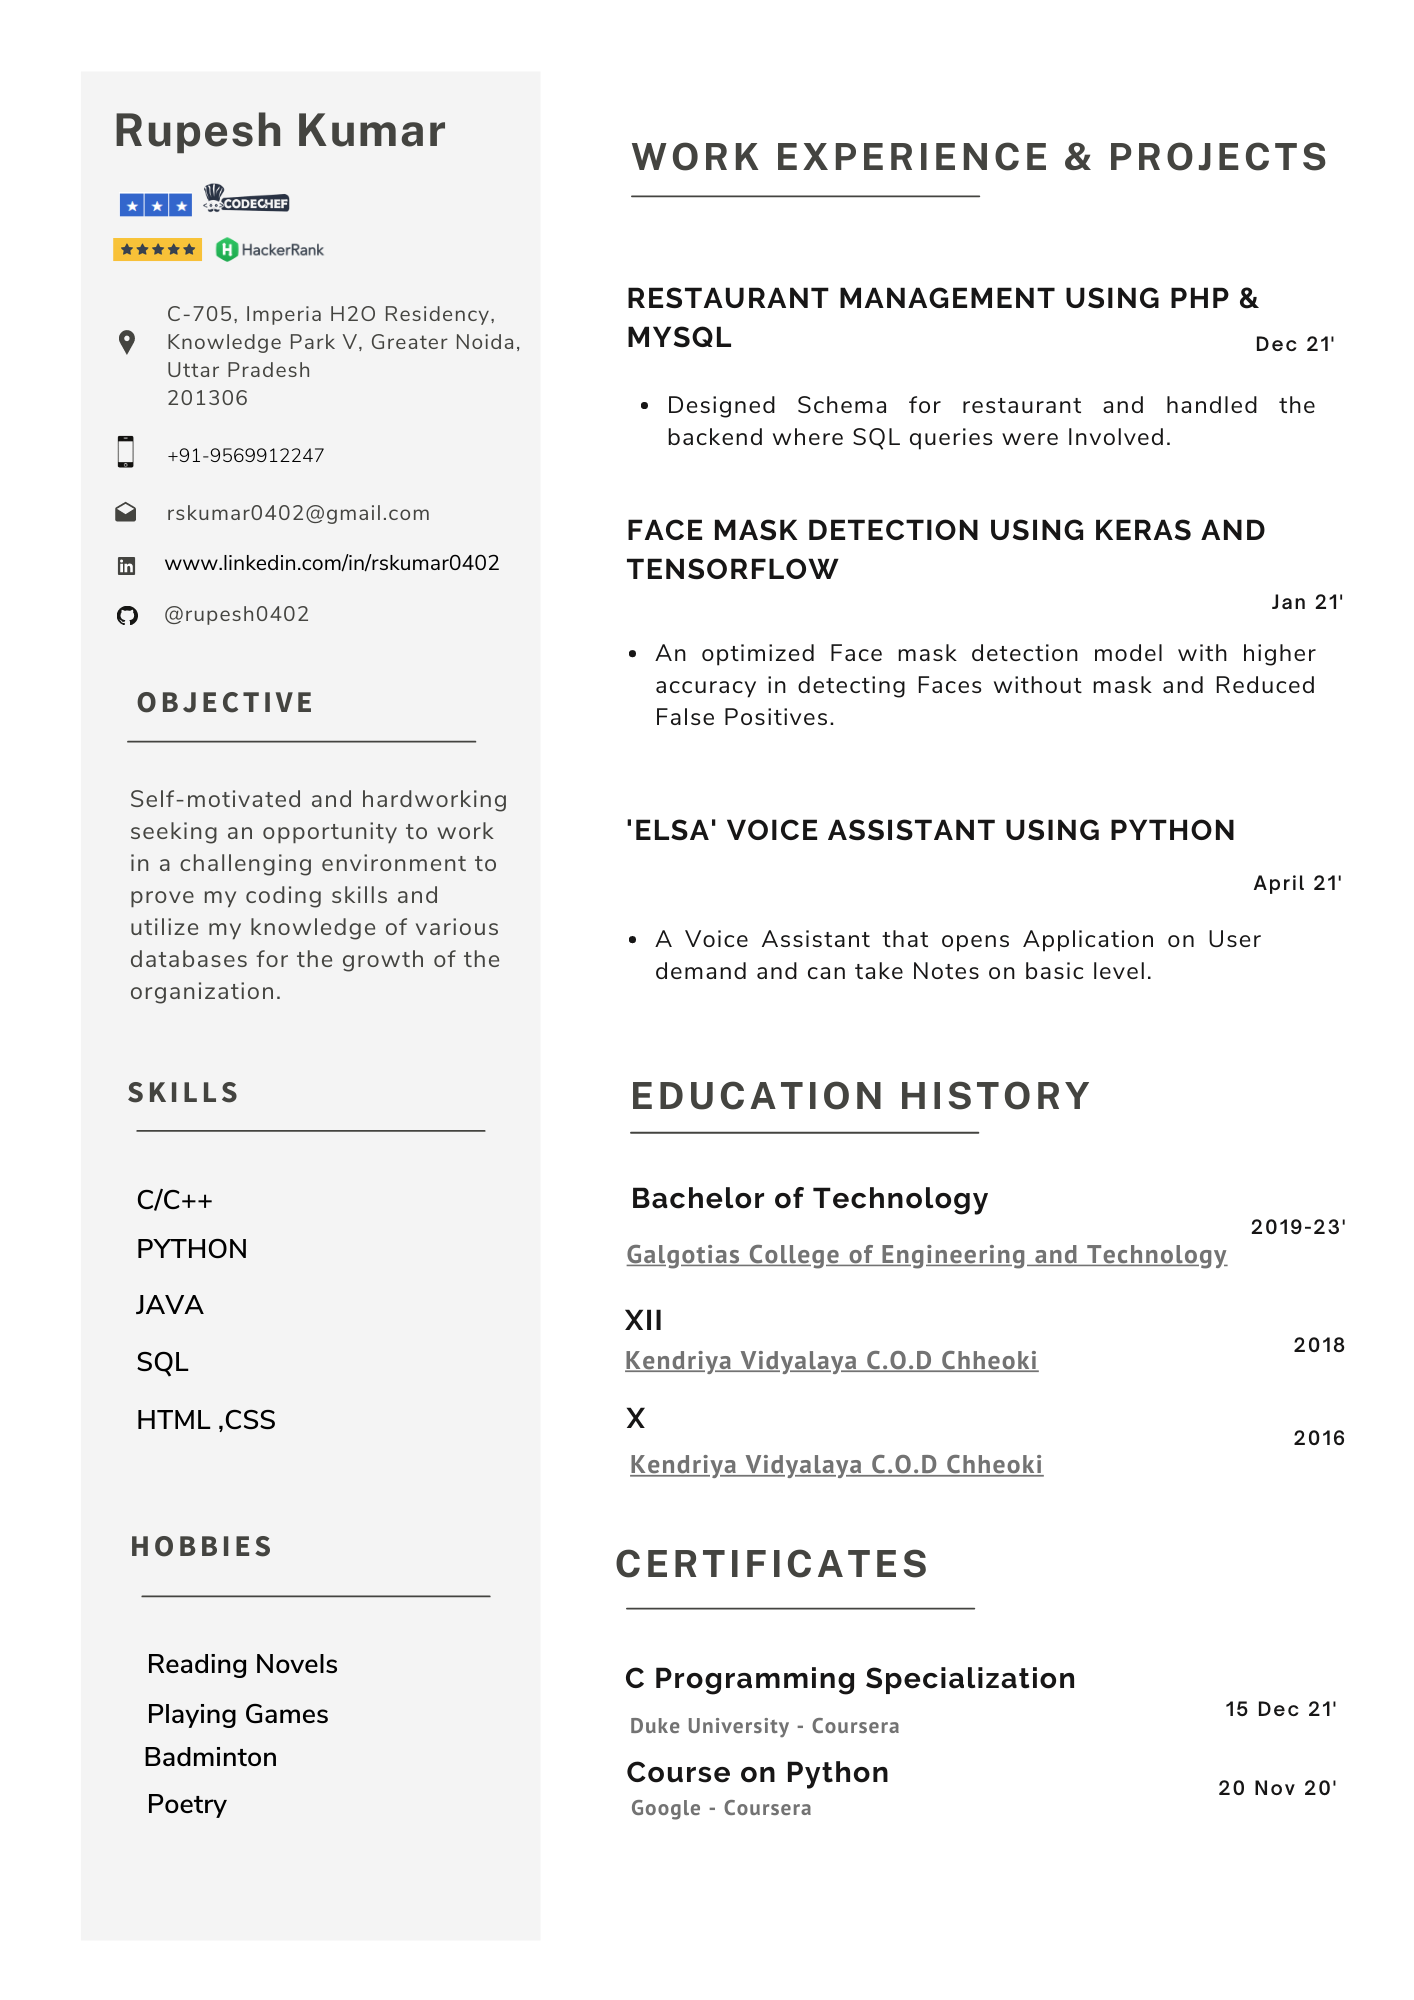 Rupesh Kumar
CODECHEF
HackerRank
C-705, Imperia H2O Residency,
Knowledge Park V, Greater Noida,
Uttar Pradesh
201306
+91-9569912247
rskumar0402@gmail.com
www.linkedin.com/in/rskumar0402
@rupesh0402
OBJECTIVE
Self-motivated and hardworking
seeking an opportunity to work
in a challenging environment to
prove my coding skills and
utilize my knowledge of various
databases for the growth of the
organization.
SKILLS
C/C++
PYTHON
JAVA
SQL
HTML ,CSS
HOBBIES
Reading Novels
Playing Games
Badminton
Poetry
WORK EXPERIENCE & PROJECTS
RESTAURANT MANAGEMENT USING PHP &
MYSQL
Dec 21'
• Designed Schema for restaurant and handled the
backend where SQL queries were Involved.
FACE MASK DETECTION USING KERAS AND
TENSORFLOW
Jan 21'
• An optimized Face mask detection model with higher
accuracy in detecting Faces without mask and Reduced
False Positives.
'ELSA' VOICE ASSISTANT USING PYTHON
April 21'
• A Voice Assistant that opens Application on User
demand and can take Notes on basic level.
EDUCATION HISTORY
Bachelor of Technology
2019-23'
Galgotias College of Engineering and Technology
XII
2018
Kendriya Vidyalaya C.O.D Chheoki
X
2016
Kendriya Vidyalaya C.O.D Chheoki
CERTIFICATES
C Programming Specialization
15 Dec 21'
Duke University - Coursera
Course on Python
20 Nov 20'
Google - Coursera